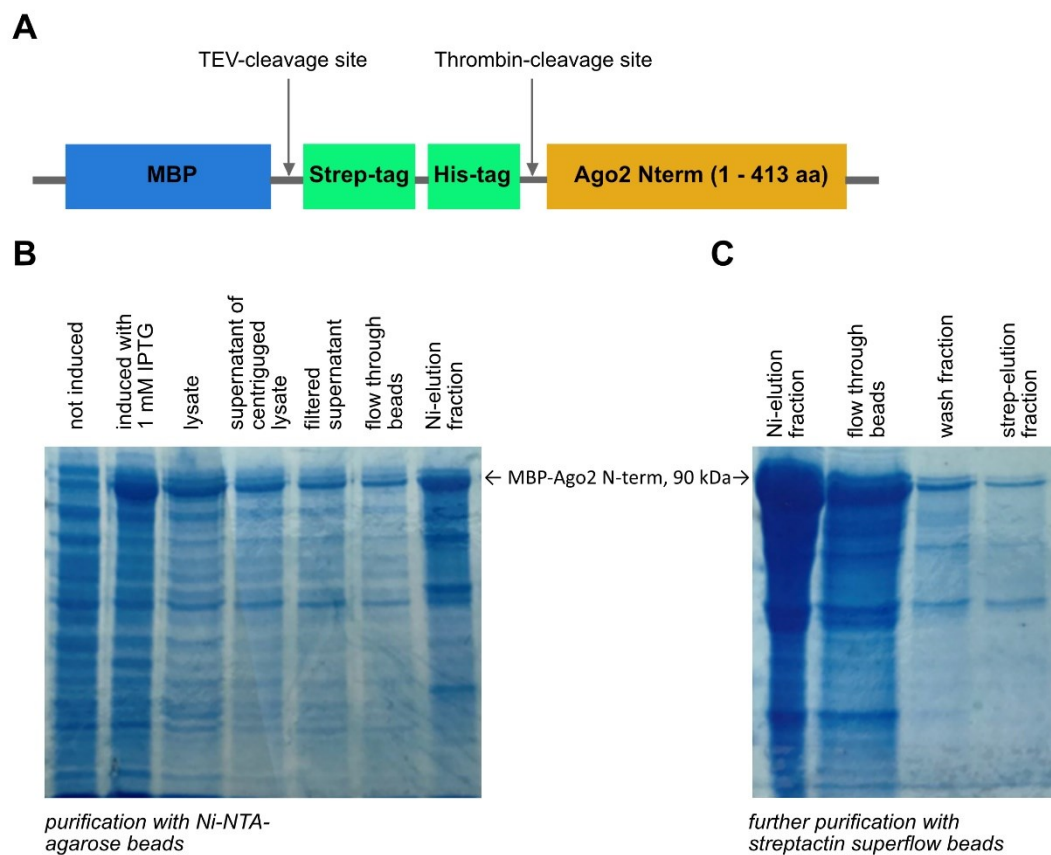 A
TEV-cleavage site
Thrombin-cleavage site
MBP
Strep-tag
His-tag
Ago2 Nterm (1 - 413 aa)
B
not induced
induced with
1 mM IPTG
lysate
supernatant of
centriguged
lysate
filtered
supernatant
flow through
beads
Ni-elution
fraction
← MBP-Ago2 N-term, 90 kDa→
purification with Ni-NTA-
agarose beads
C
Ni-elution
fraction
flow through
beads
wash fraction
strep-elution
fraction
further purification with
streptactin superflow beads